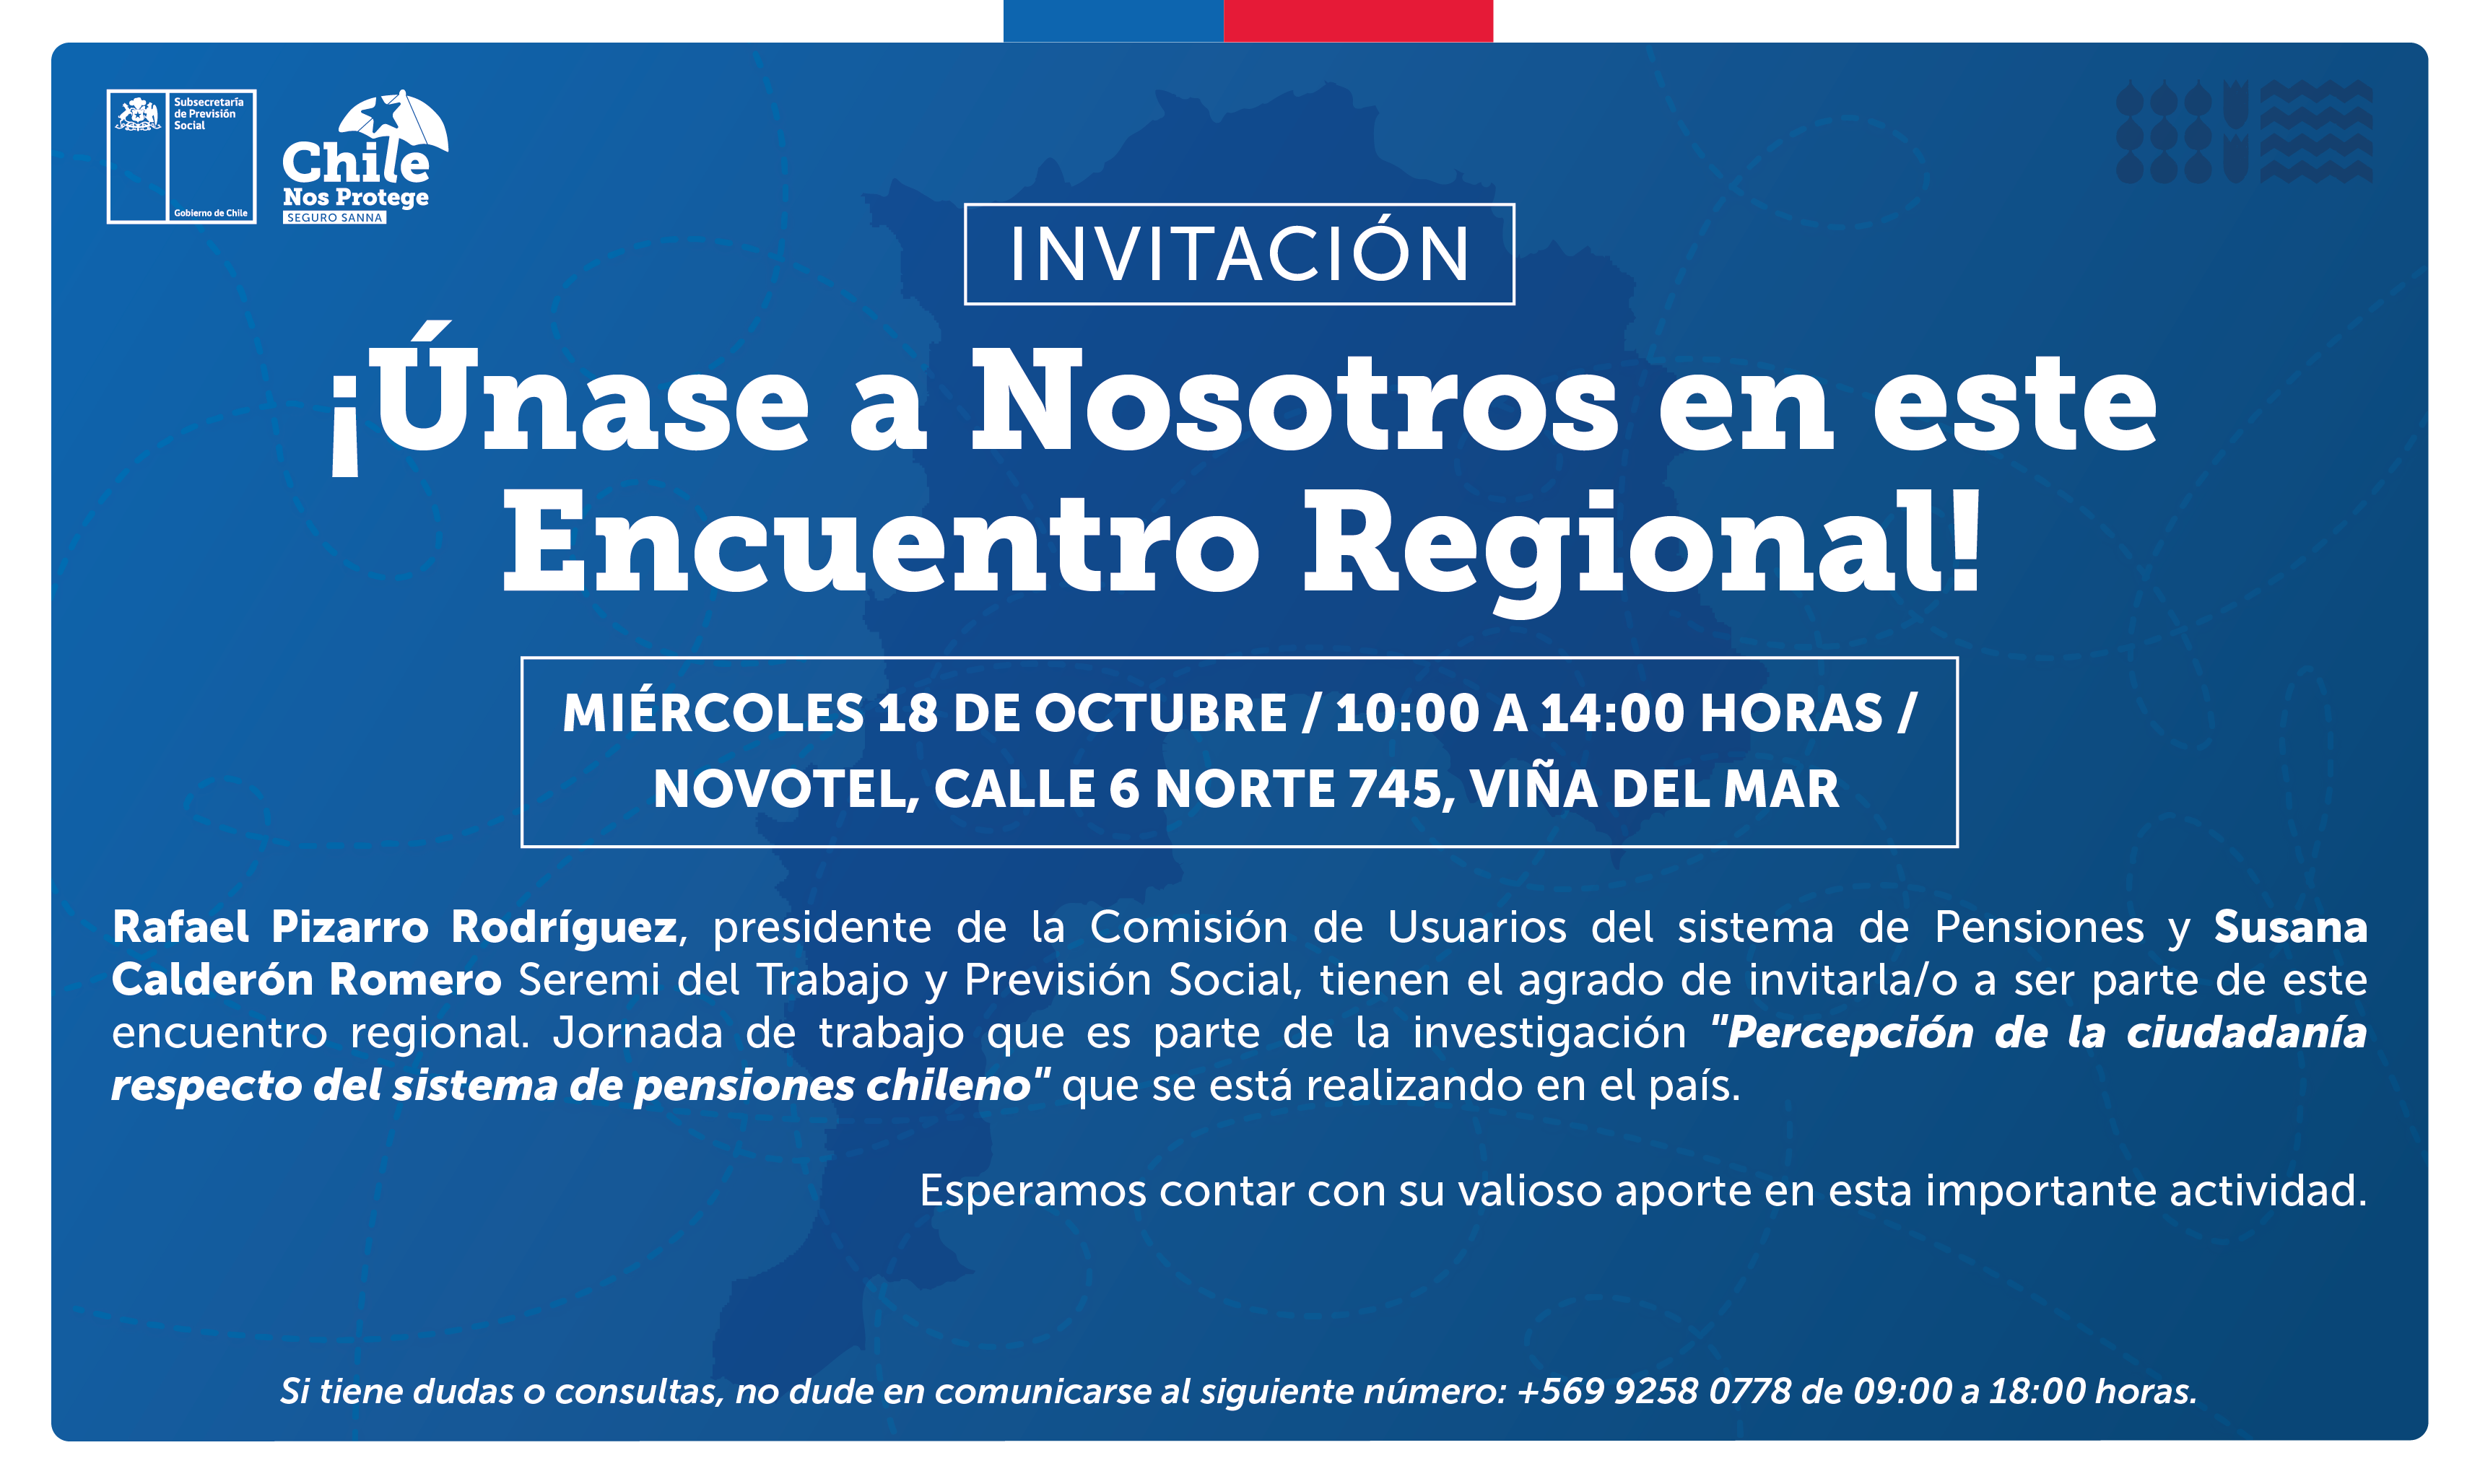 Subsecretaría
de Previsión
Social
Gobierno de Chile
Chile
Nos Protege
SEGURO SANNA
INVITACIÓN
¡Únase a Nosotros en este
Encuentro Regional!
MIÉRCOLES 18 DE OCTUBRE / 10:00 A 14:00 HORAS /
NOVOTEL, CALLE 6 NORTE 745, VIÑA DEL MAR
Rafael Pizarro Rodríguez, presidente de la Comisión de Usuarios del sistema de Pensiones y Susana
Calderón Romero Seremi del Trabajo y Previsión Social, tienen el agrado de invitarla/o a ser parte de este
encuentro regional. Jornada de trabajo que es parte de la investigación "Percepción de la ciudadanía
respecto del sistema de pensiones chileno" que se está realizando en el país.
Esperamos contar con su valioso aporte en esta importante actividad.
Si tiene dudas o consultas, no dude en comunicarse al siguiente número: +569 9258 0778 de 09:00 a 18:00 horas.